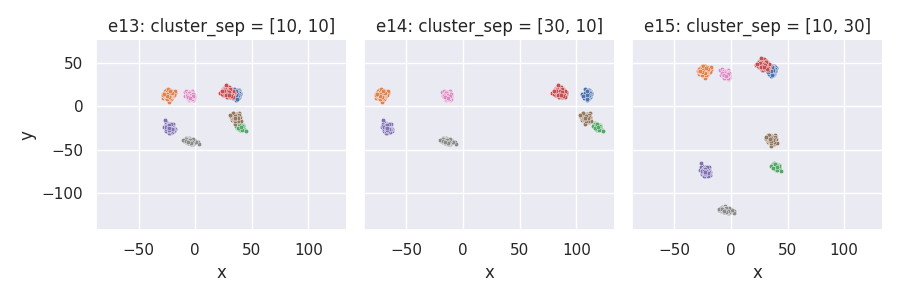 e13: cluster_sep = [10, 10]
e14: cluster_sep = [30, 10]
e15: cluster_sep = [10, 30]
50
0
−50
−100
y
−50 0 50 100
−50 0 50 100
−50 0 50 100
x
x
x